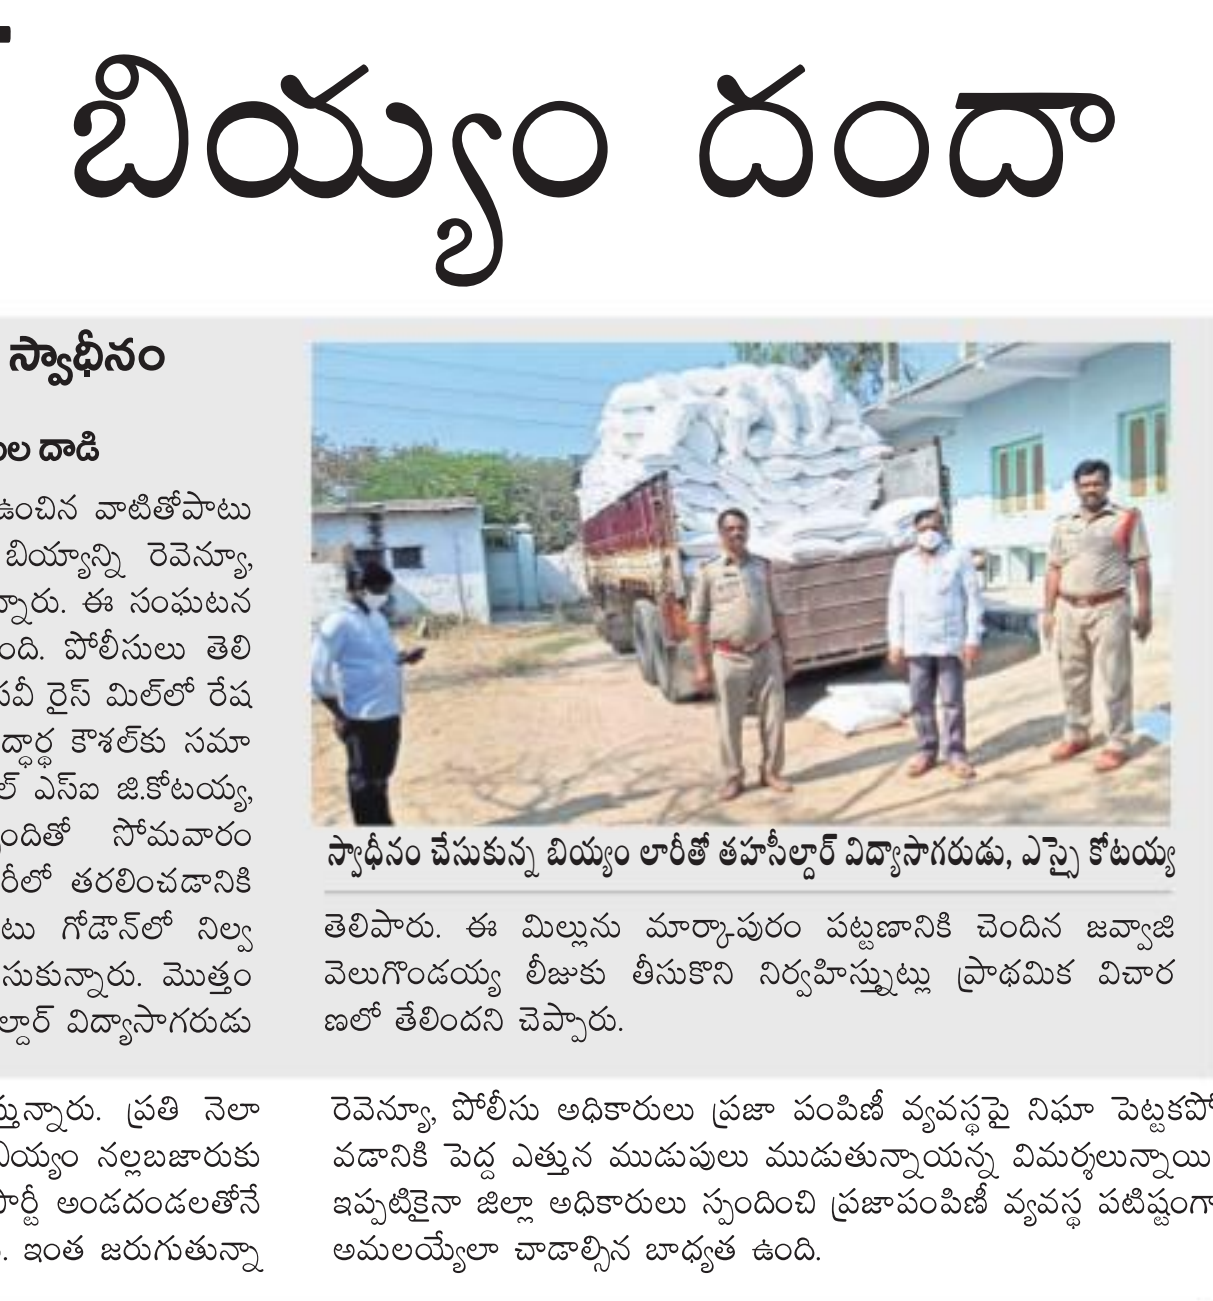 బియ్యం దందా
స్వాధీనం
దాడి
ఉంచిన వాటితోపాటు
బియ్యాన్ని రెవెన్యూ,
ఈ సంఘటన
పోలీసులు తెలి
రైస్ మిల్‌లో రేష
కౌశల్‌కు సమా
ఎస్ఐ జి.కోటయ్య,
సోమవారం
తరలించడానికి
గోడౌన్‌లో నిల్వ
మొత్తం
విద్యాసాగరుడు
స్వాధీనం చేసుకున్న బియ్యం లారీతో తహసీల్దార్ విద్యాసాగరుడు, ఎస్సై కోటయ్య
తెలిపారు. ఈ మిల్లును మార్కాపురం పట్టణానికి చెందిన జవ్వాజి
వెలుగొండయ్య లీజుకు తీసుకొని నిర్వహిస్తున్నట్లు ప్రాథమిక విచార
ణలో తేలిందని చెప్పారు.
ప్రతి నెలా
నల్లబజారుకు
అండదండలతోనే
ఇంత జరుగుతున్నా
రెవెన్యూ, పోలీసు అధికారులు ప్రజా పంపిణీ వ్యవస్థపై నిఘా పెట్టకపో
వడానికి పెద్ద ఎత్తున ముడుపులు ముడుతున్నాయన్న విమర్శలున్నాయి
ఇప్పటికైనా జిల్లా అధికారులు స్పందించి ప్రజాపంపిణీ వ్యవస్థ పటిష్టంగా
అమలయ్యేలా చాడాల్సిన బాధ్యత ఉంది.